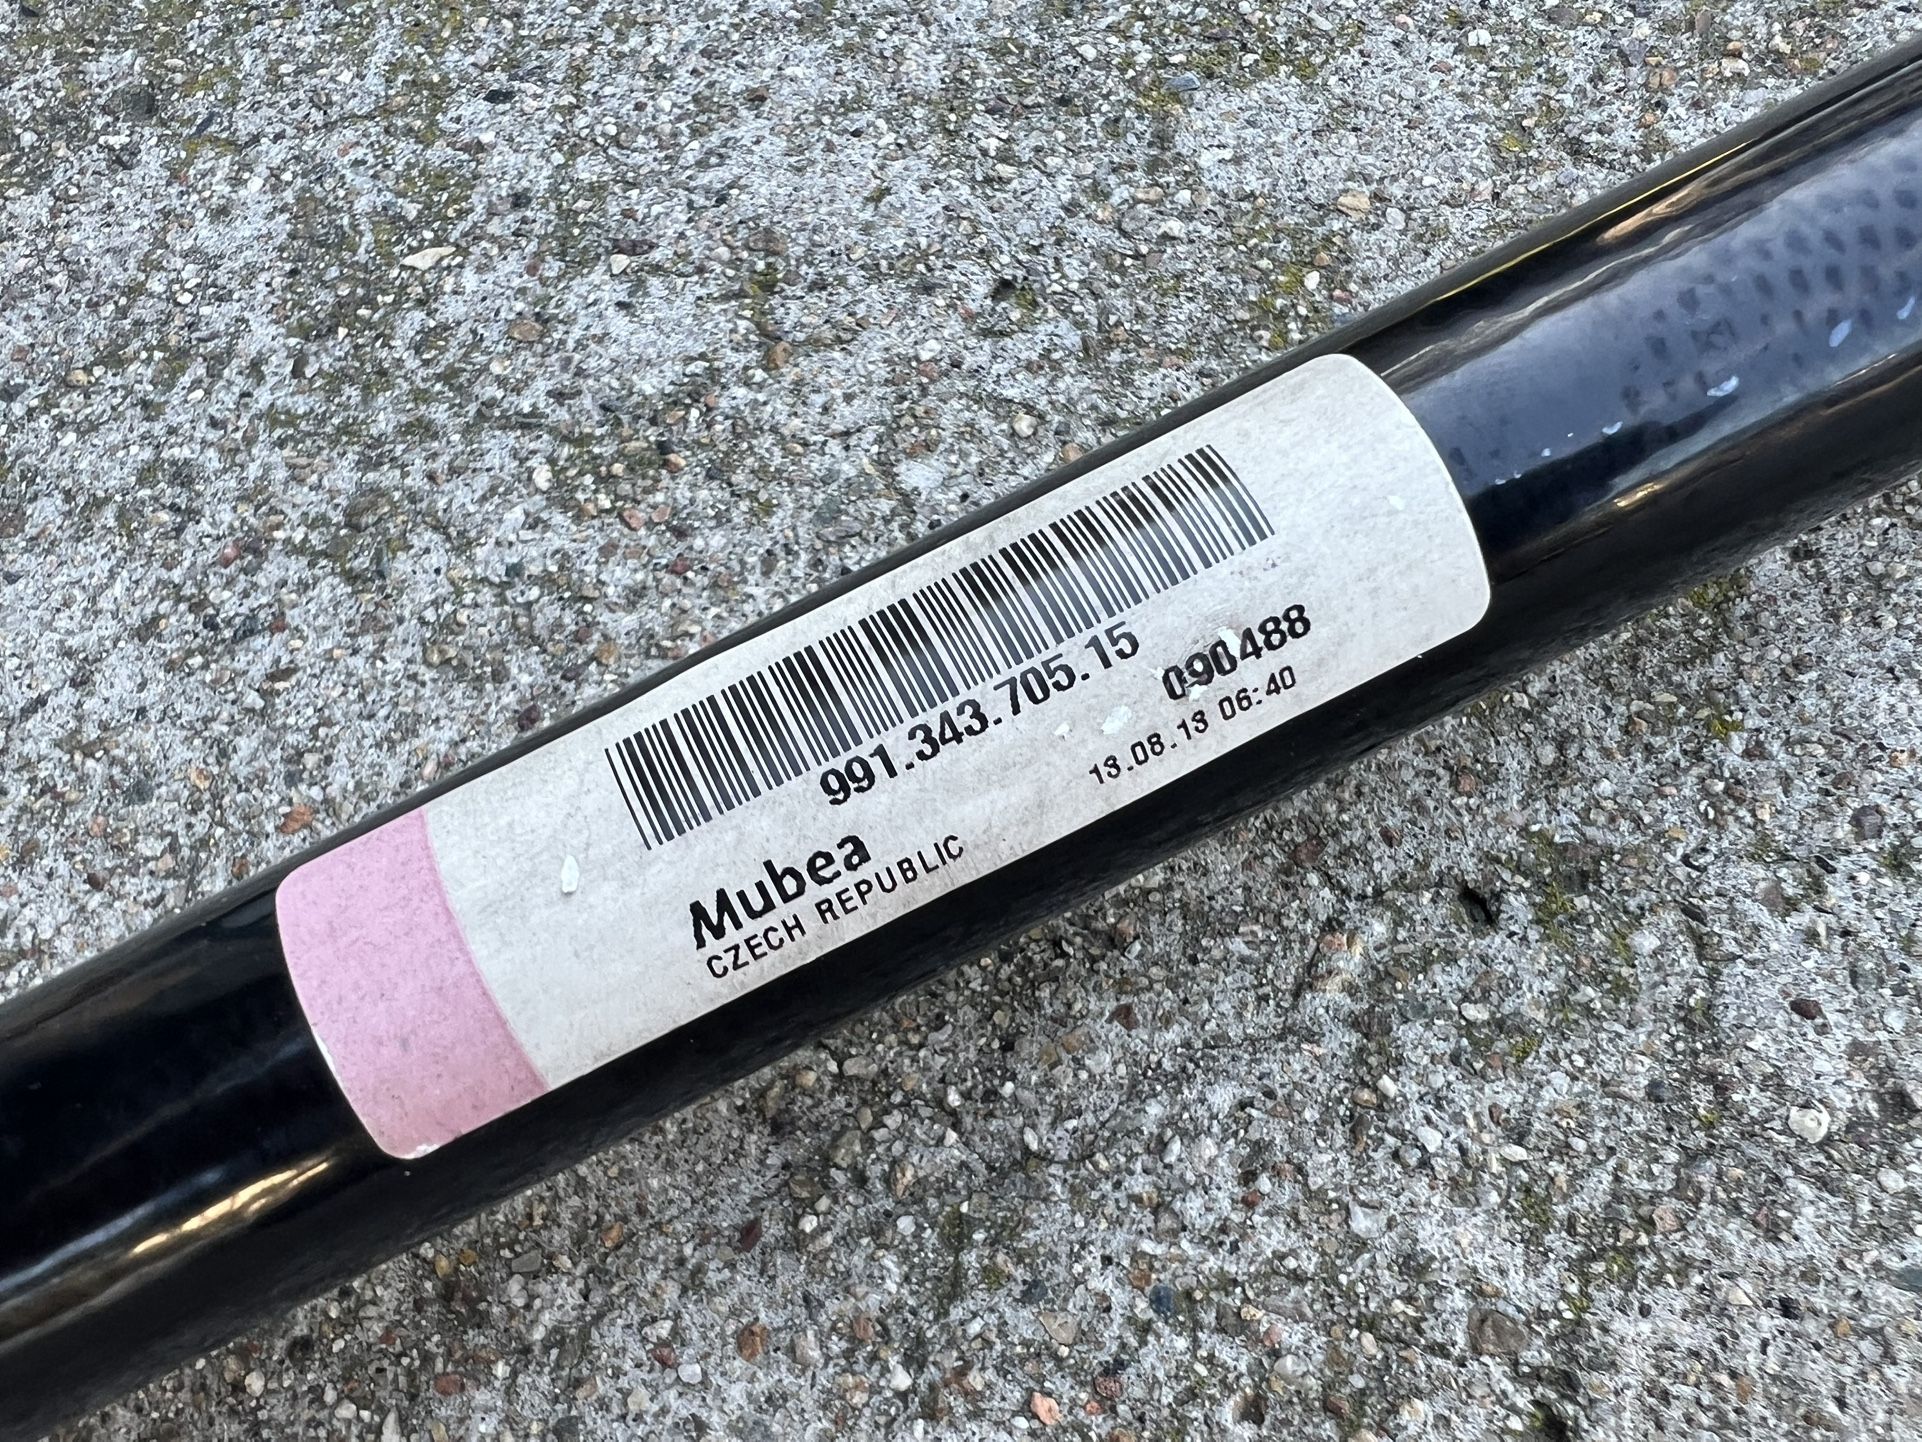 991.343.705.15
090488
13.08.13 06:40
Mubea
CZECH REPUBLIC